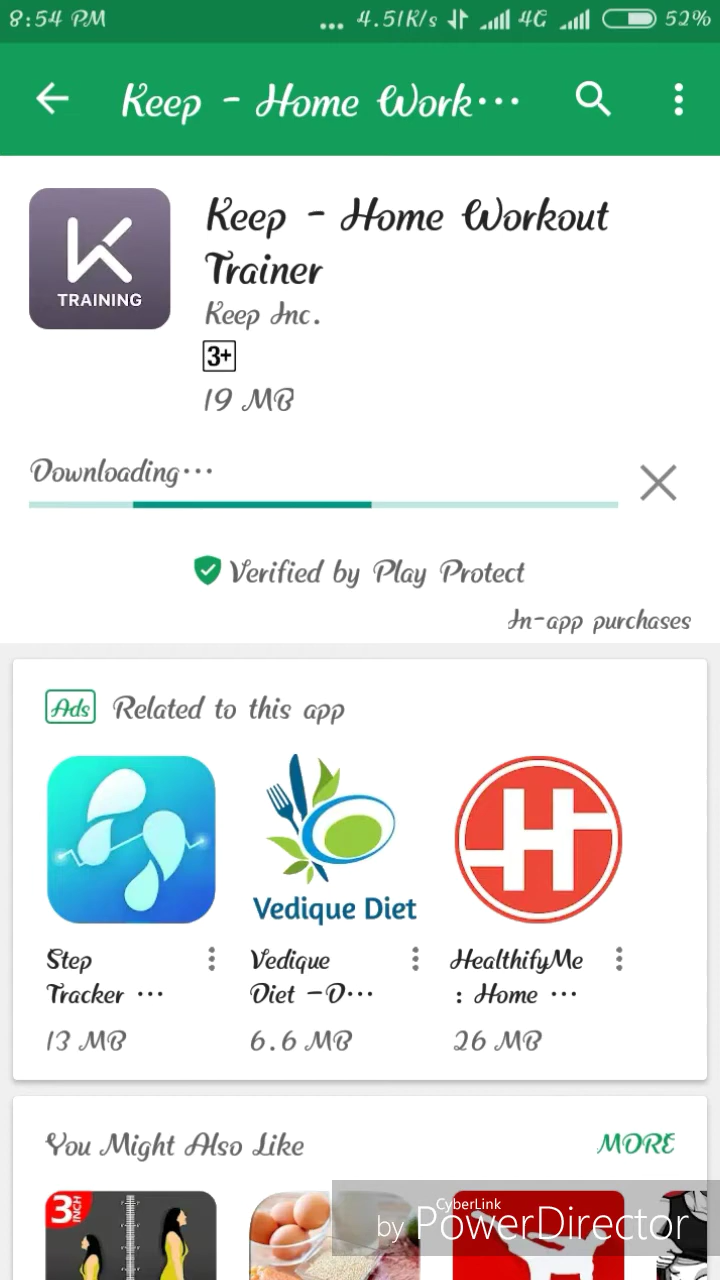 8:54 PM ... 4.51K/s 4G 52%
Keep - Home Work...
K
TRAINING
Keep - Home Workout
Trainer
Keep Inc.
3+
19 MB
Downloading...
Verified by Play Protect
In-app purchases
Ads Related to this app
Vedique Diet
H
Step
Tracker ...
13 MB
Vedique
Diet -D...
6.6 MB
HealthifyMe
: Home ...
26 MB
You Might Also Like MORE
3 INCH
CyberLink
by PowerDirector